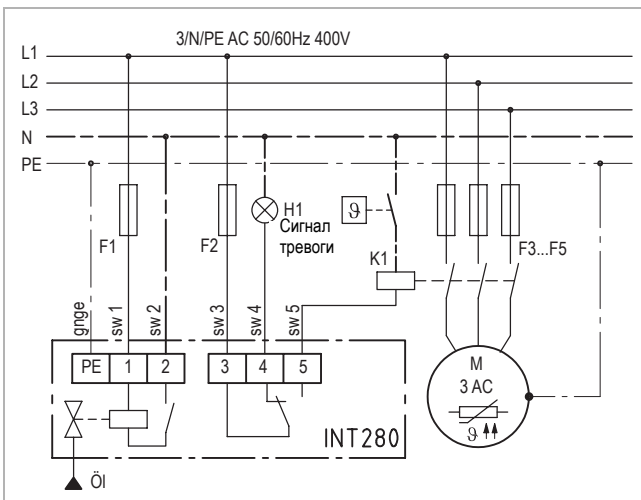 3/N/PE AC 50/60Hz 400V
L1
L2
L3
N
PE
F1
F2
H1
Сигнал
тревоги
ϑ
K1
F3...F5
gnge
sw 1
sw 2
sw 3
sw 4
sw 5
PE 1 2 3 4 5
M
3 AC
ϑ
INT280
Öl